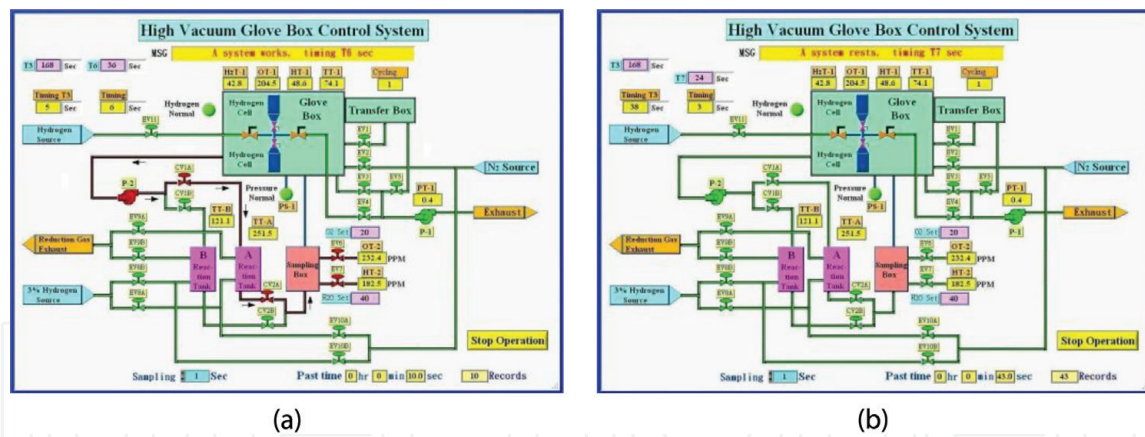 High Vacuum Glove Box Control System
MSG A system works, timing T6 sec
T3 168 Sec T6 30 Sec
HzT-1 OT-1 HT-1 TT-1 Cycling
42.8 204.5 48.6 74.1 1
Timing T3 Timing
5 Sec 6 Sec
Hydrogen Normal
Hydrogen Cell
Glove Box
Transfer Box
Hydrogen Source
EV11
EV1
EV2
N2 Source
Hydrogen Cell
CV1A
EV3
EV5
P-2
CV1B
Pressure Normal
PS-1
EV4
PT-1
0.4
P-1
Exhaust
TT-B
121.1
TT-A
251.5
EV9A
Reduction Gas Exhaust
EV9B
O2 Set 20
EV6
OT-2
232.4 PPM
B Reaction Tank
A Reaction Tank
Sampling Box
EV8B
EV7
HT-2
182.5 PPM
3% Hydrogen Source
EV8A
CV2A
CV2B
H2O Set 40
EV10A
EV10B
Stop Operation
Sampling 1 Sec Past time 0 hr 0 min 10.0 sec 10 Records
(a)
High Vacuum Glove Box Control System
MSG A system rests, timing T7 sec
T3 168 Sec
T7 24 Sec
HzT-1 OT-1 HT-1 TT-1 Cycling
42.8 204.5 48.6 74.1 1
Timing T3 Timing
38 Sec 3 Sec
Hydrogen Normal
Hydrogen Cell
Glove Box
Transfer Box
Hydrogen Source
EV11
EV1
EV2
N2 Source
Hydrogen Cell
CV1A
EV3
EV5
P-2
CV1B
Pressure Normal
PS-1
EV4
PT-1
0.4
P-1
Exhaust
TT-B
121.1
TT-A
251.5
EV9A
Reduction Gas Exhaust
EV9B
O2 Set 20
EV6
OT-2
232.4 PPM
B Reaction Tank
A Reaction Tank
Sampling Box
EV8B
EV7
HT-2
182.5 PPM
3% Hydrogen Source
EV8A
CV2A
CV2B
H2O Set 40
EV10A
EV10B
Stop Operation
Sampling 1 Sec Past time 0 hr 0 min 43.0 sec 43 Records
(b)